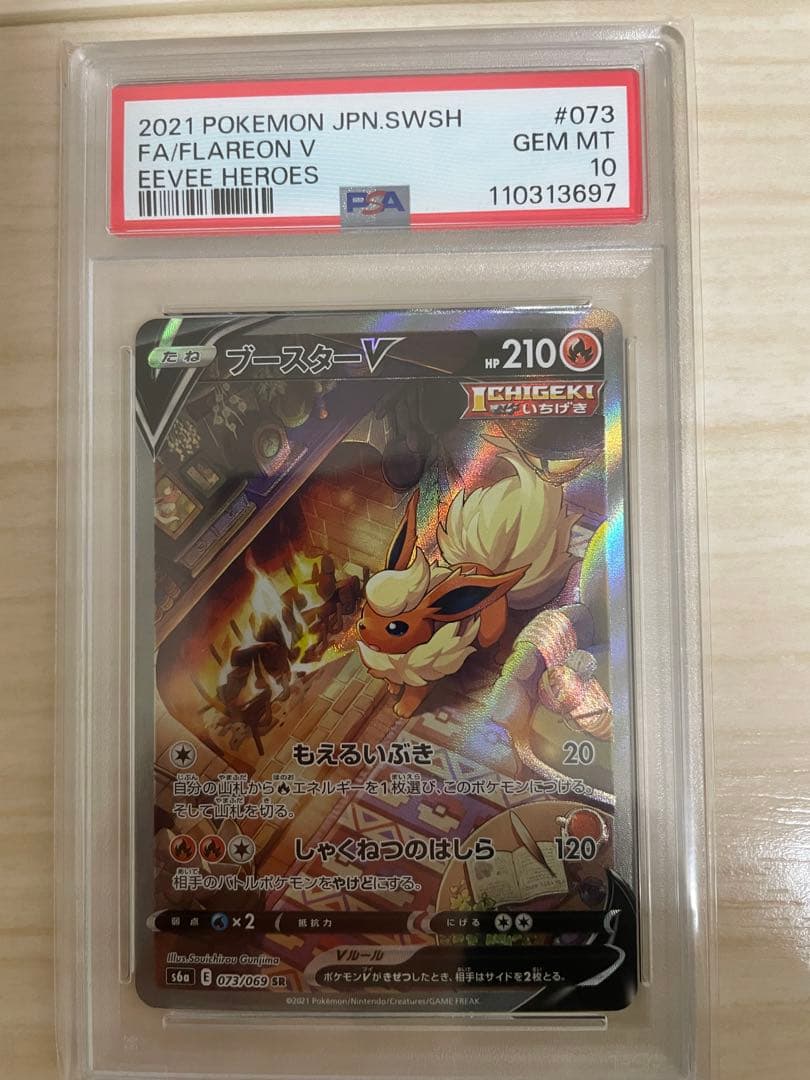 2021 POKEMON JPN.SWSH #073
FA/FLAREON V GEM MT
EEVEE HEROES 10
PSA 110313697
たね ブースターV HP 210
ICHIGEKI
いちげき
もえるいぶき 20
自分の山札からエネルギーを1枚選び、このポケモンにつける。
そして山札を切る。
しゃくねつのはしら 120
相手のバトルポケモンをやけどにする。
弱点 ×2 抵抗力 にげる
Illus.Souichirou Gunjima
Vルール
ポケモンVがきぜつしたとき、相手はサイドを2枚とる。
s6a E 073/069 SR
©2021 Pokémon/Nintendo/Creatures/GAME FREAK.